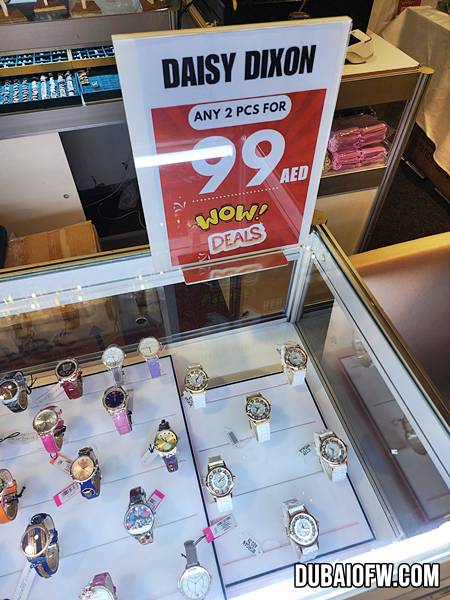 DAISY DIXON
ANY 2 PCS FOR
99 AED
WOW!
DEALS
DUBAIOFW.COM